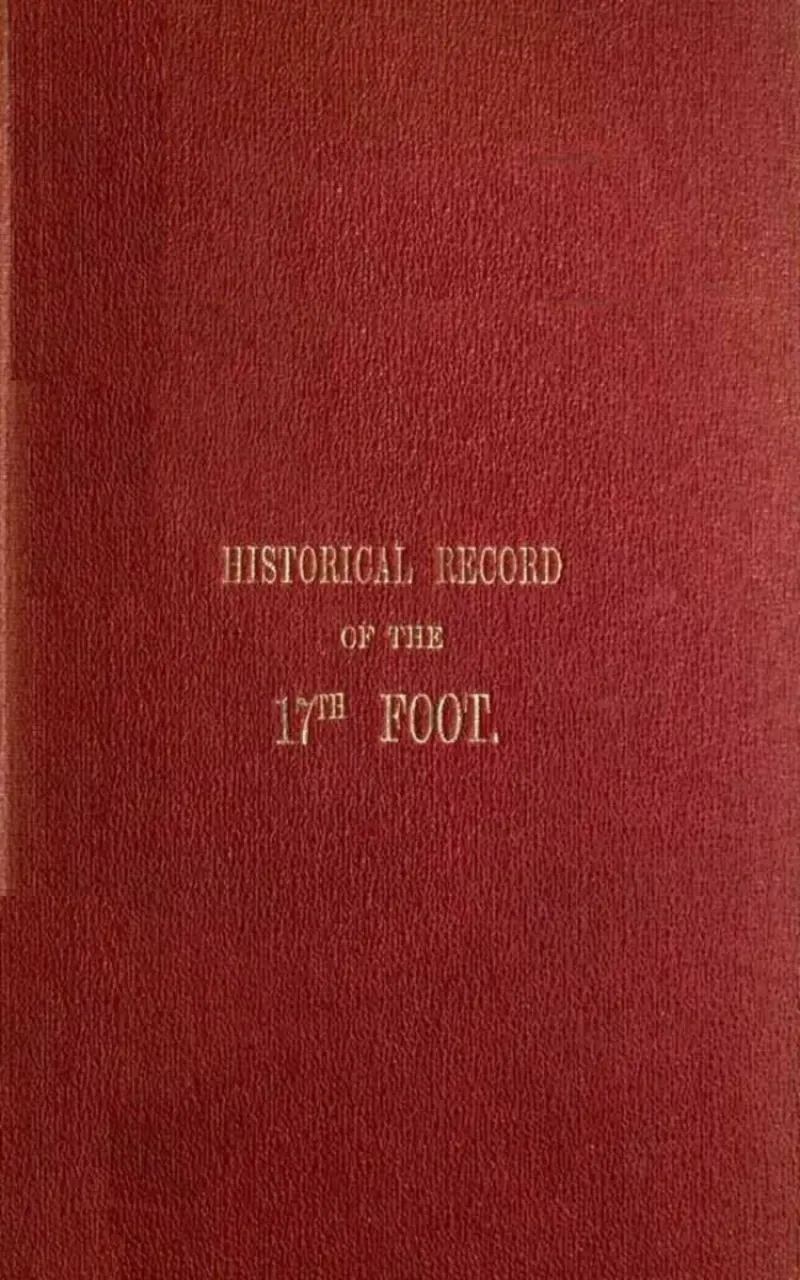 HISTORICAL RECORD
OF THE
17TH FOOT.